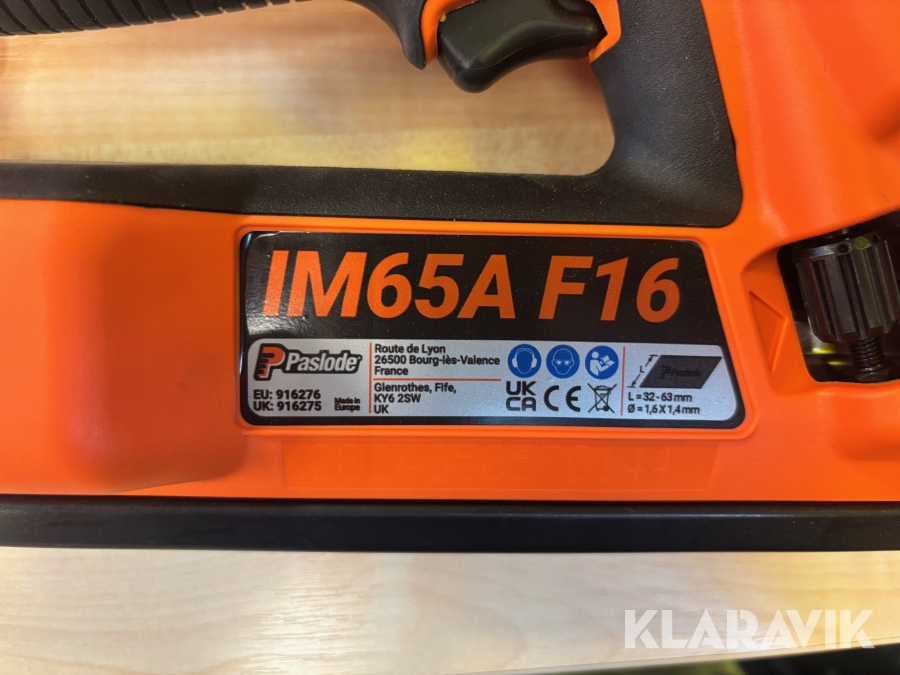 IM65A F16
Paslode
EU: 916276
UK: 916275
Made in
Europe
Route de Lyon
26500 Bourg-lès-Valence
France
Glenrothes, Fife,
KY6 2SW
UK
UK
CA
CE
Paslode
L = 32 - 63 mm
Ø = 1,6 X 1,4 mm
KLARAVIK